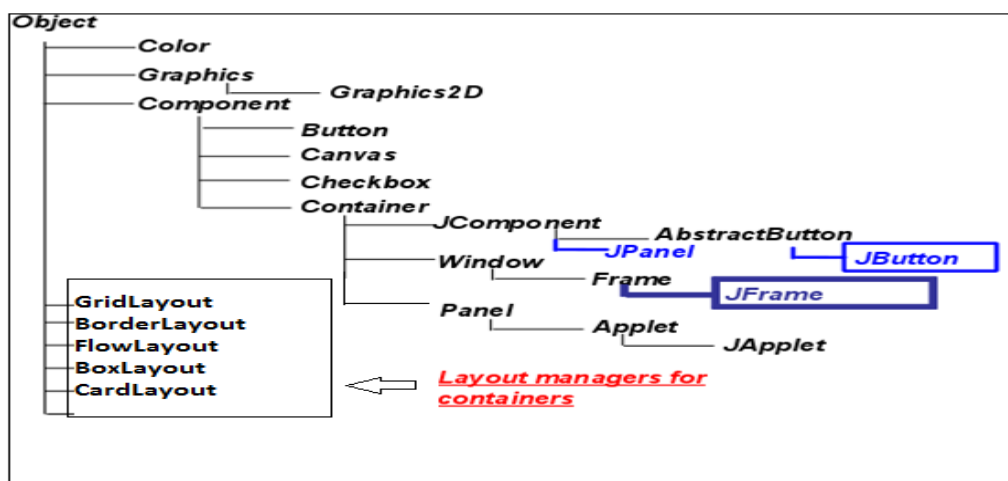 Object
Color
Graphics
Graphics2D
Component
Button
Canvas
Checkbox
Container
JComponent
AbstractButton
JPanel
JButton
Window
Frame
JFrame
Panel
Applet
JApplet
GridLayout
BorderLayout
FlowLayout
BoxLayout
CardLayout
Layout managers for
containers